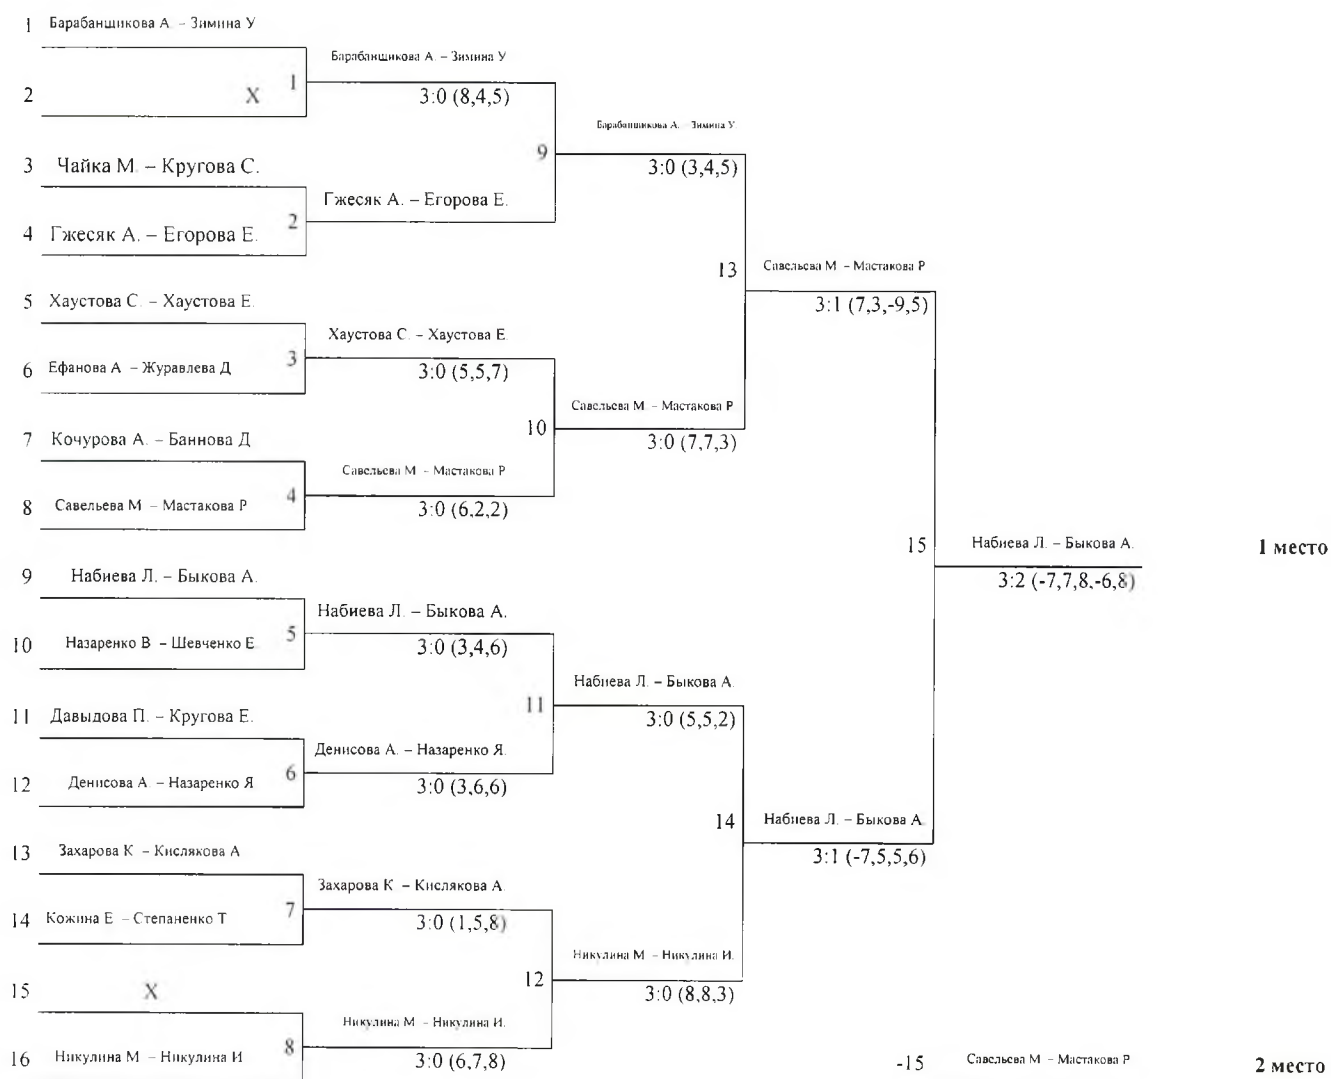 1 Барабанщикова А. – Зимина У
Барабанщикова А. – Зимина У
1
2 X
3:0 (8,4,5)
Барабанщикова А. – Зимина У.
9
3 Чайка М. – Кругова С.
3:0 (3,4,5)
Гжесяк А. – Егорова Е.
2
4 Гжесяк А. – Егорова Е.
13 Савельева М. – Мастакова Р
5 Хаустова С. – Хаустова Е.
3:1 (7,3,-9,5)
Хаустова С. – Хаустова Е.
3
6 Ефанова А. – Журавлева Д
3:0 (5,5,7)
Савельева М. – Мастакова Р
10
7 Кочурова А. – Баннова Д
3:0 (7,7,3)
Савельева М. – Мастакова Р
4
8 Савельева М – Мастакова Р
3:0 (6,2,2)
15 Набиева Л. – Быкова А. 1 место
9 Набиева Л. – Быкова А.
3:2 (-7,7,8,-6,8)
Набиева Л. – Быкова А.
5
10 Назаренко В. – Шевченко Е.
3:0 (3,4,6)
Набиева Л. – Быкова А.
11
11 Давыдова П. – Кругова Е.
3:0 (5,5,2)
Денисова А. – Назаренко Я.
6
12 Денисова А. – Назаренко Я
3:0 (3,6,6)
14 Набиева Л. – Быкова А.
13 Захарова К – Кислякова А
3:1 (-7,5,5,6)
Захарова К – Кислякова А.
7
14 Кожина Е – Степаненко Т
3:0 (1,5,8)
Никулина М – Никулина И.
12
15 X
3:0 (8,8,3)
Никулина М – Никулина И.
8
16 Никулина М – Никулина И
3:0 (6,7,8)
-15 Савельева М – Мастакова Р 2 место